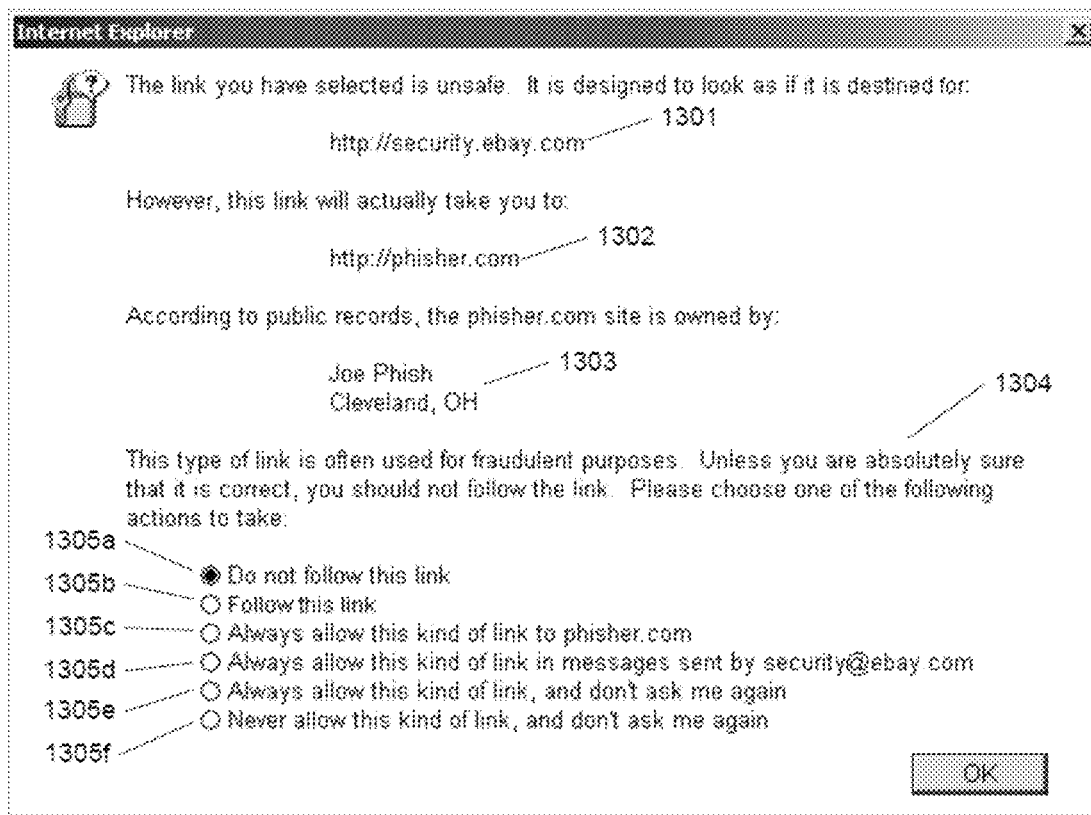 Internet Explorer X
?
The link you have selected is unsafe. It is designed to look as if it is destined for:
1301
http://security.ebay.com
However, this link will actually take you to:
1302
http://phisher.com
According to public records, the phisher.com site is owned by:
1303
Joe Phish
1304
Cleveland, OH
This type of link is often used for fraudulent purposes. Unless you are absolutely sure
that it is correct, you should not follow the link. Please choose one of the following
actions to take:
1305a
Do not follow this link
1305b
Follow this link
1305c
Always allow this kind of link to phisher.com
1305d
Always allow this kind of link in messages sent by security@ebay.com
1305e
Always allow this kind of link, and don't ask me again
1305f
Never allow this kind of link, and don't ask me again
OK